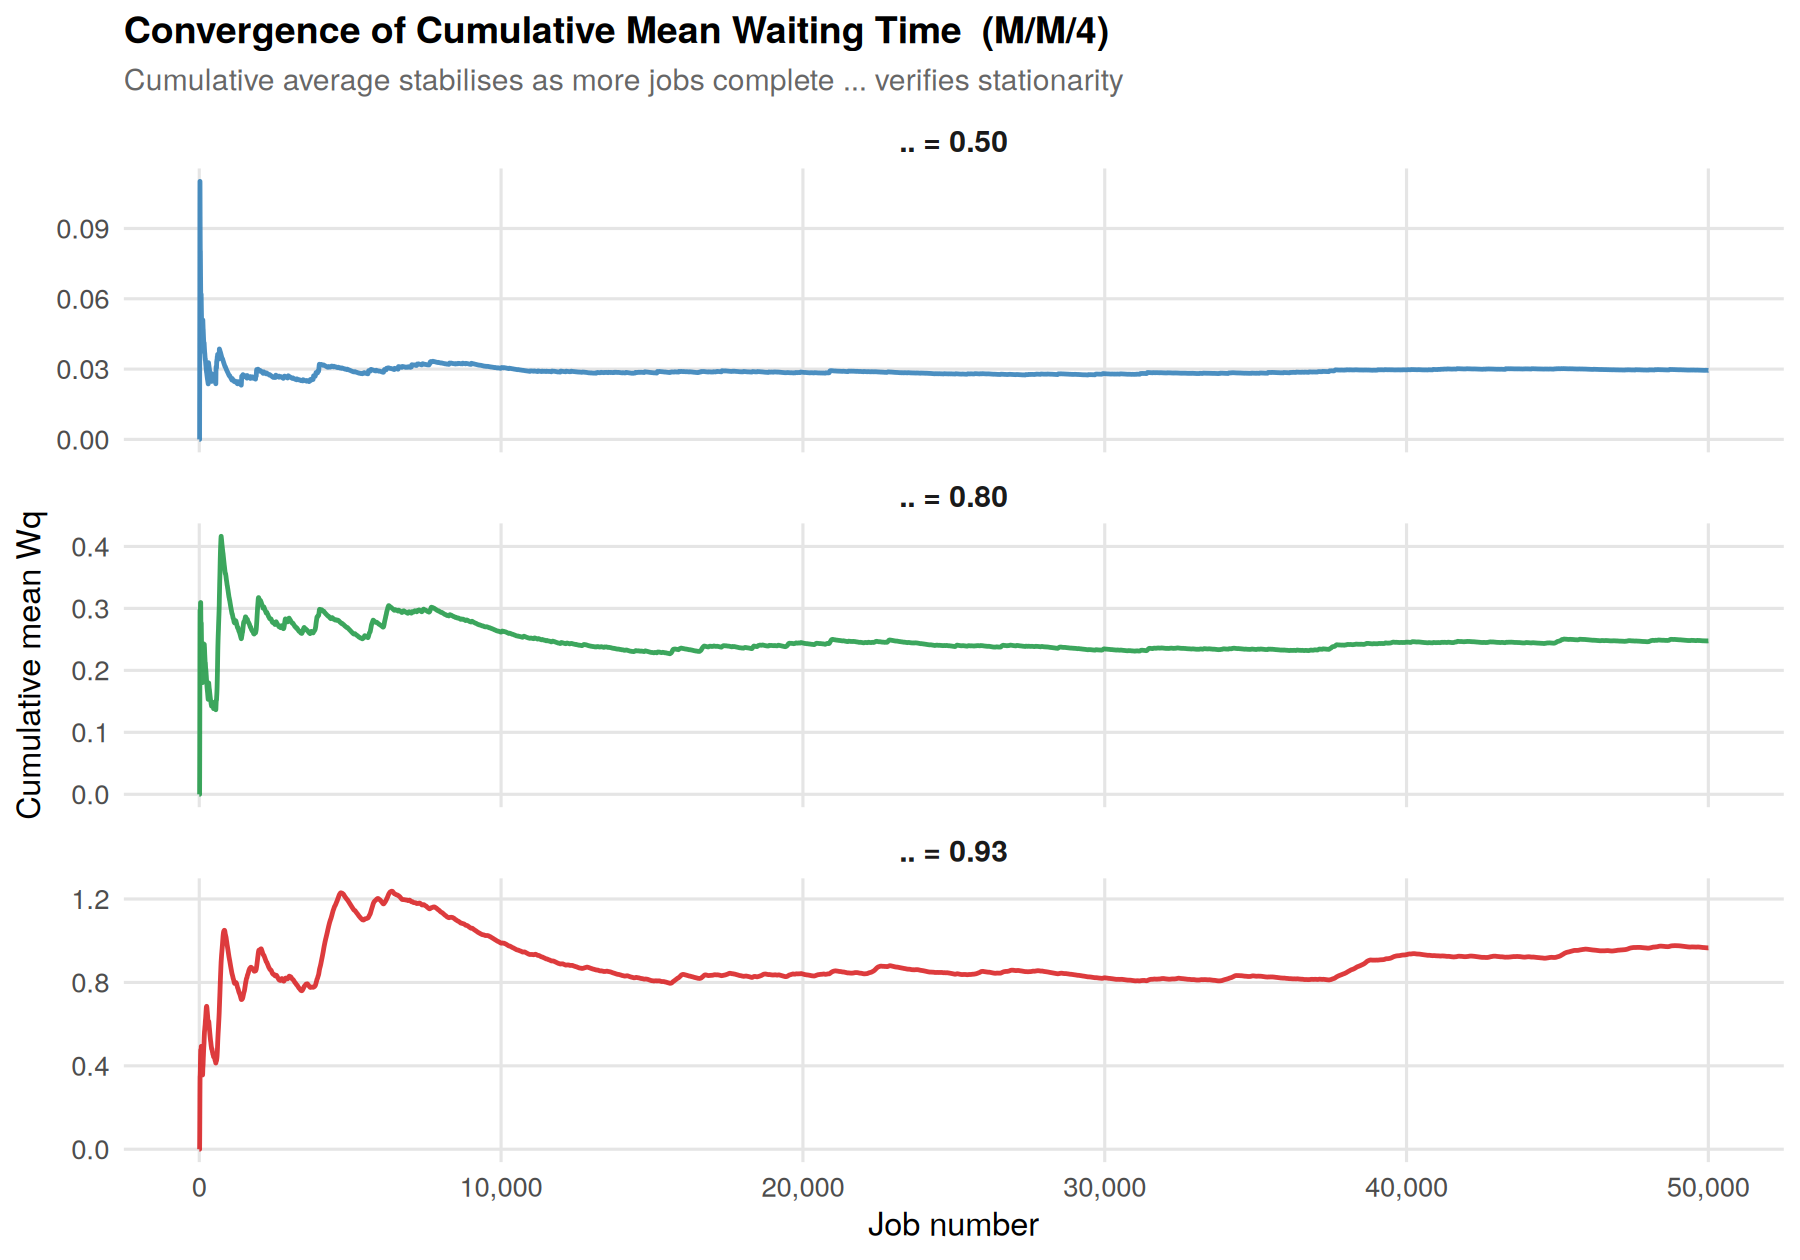 Convergence of Cumulative Mean Waiting Time (M/M/4)
Cumulative average stabilises as more jobs complete ... verifies stationarity
.. = 0.50
0.09
0.06
0.03
0.00
.. = 0.80
0.4
0.3
0.2
0.1
0.0
Cumulative mean Wq
.. = 0.93
1.2
0.8
0.4
0.0
0 10,000 20,000 30,000 40,000 50,000
Job number